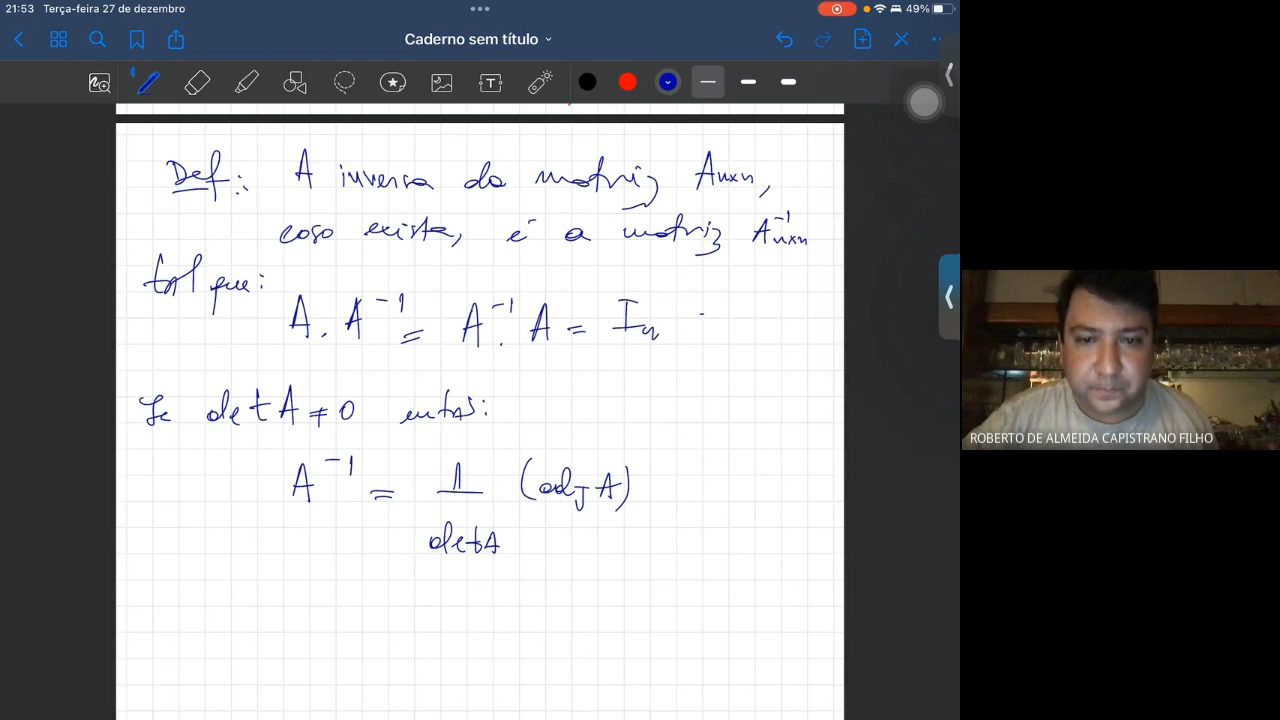 21:53 Terça-feira 27 de dezembro
49%
Caderno sem título
Def.: A inversa da matriz Anxn,
caso exista, é a matriz A⁻¹nxn
tal que:
A . A⁻¹ = A⁻¹ . A = In
Se det A ≠ 0 então:
A⁻¹ = 1/detA (adj A)
ROBERTO DE ALMEIDA CAPISTRANO FILHO